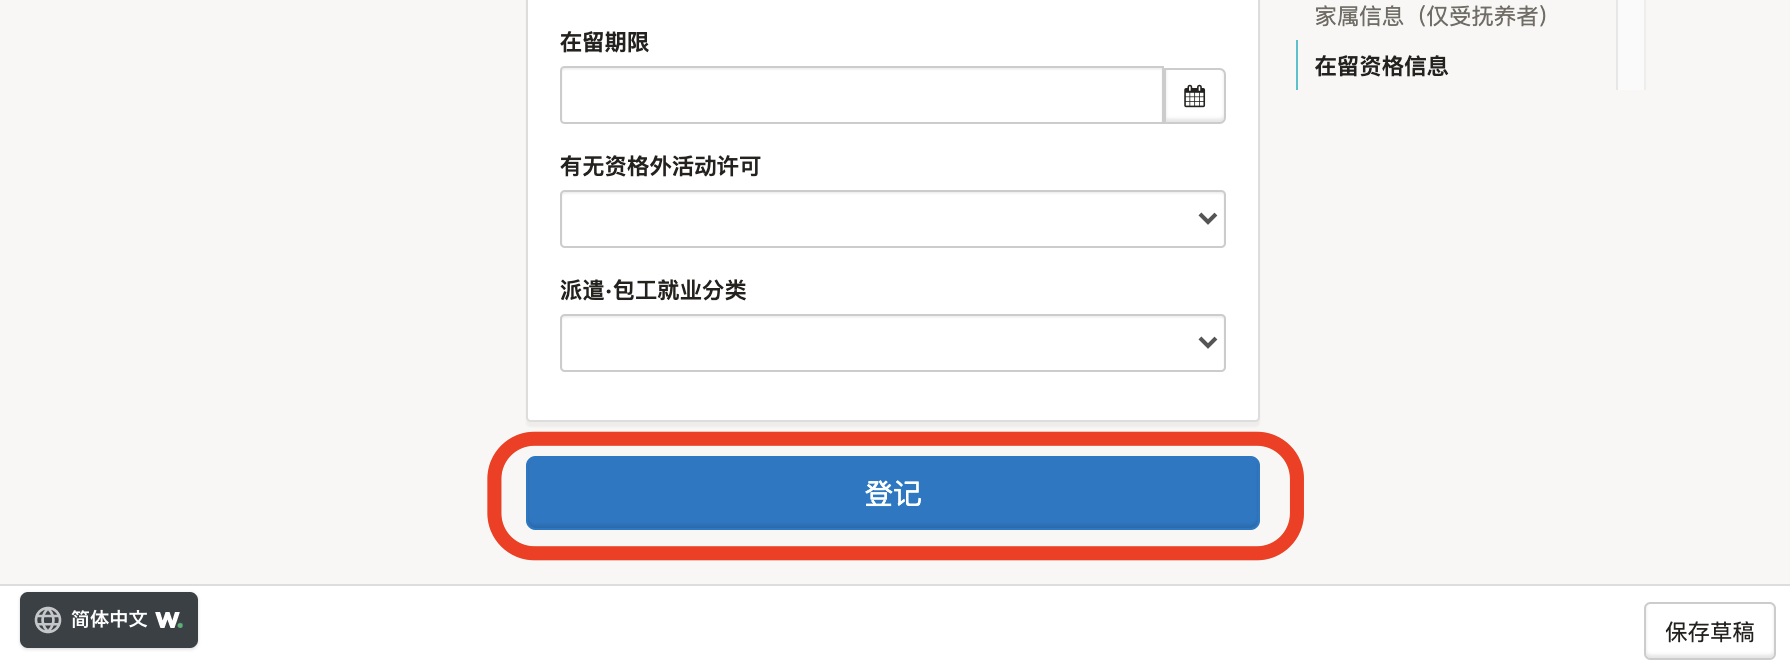 家属信息（仅受抚养者）
在留资格信息
在留期限
有无资格外活动许可
派遣·包工就业分类
登记
简体中文 W.
保存草稿